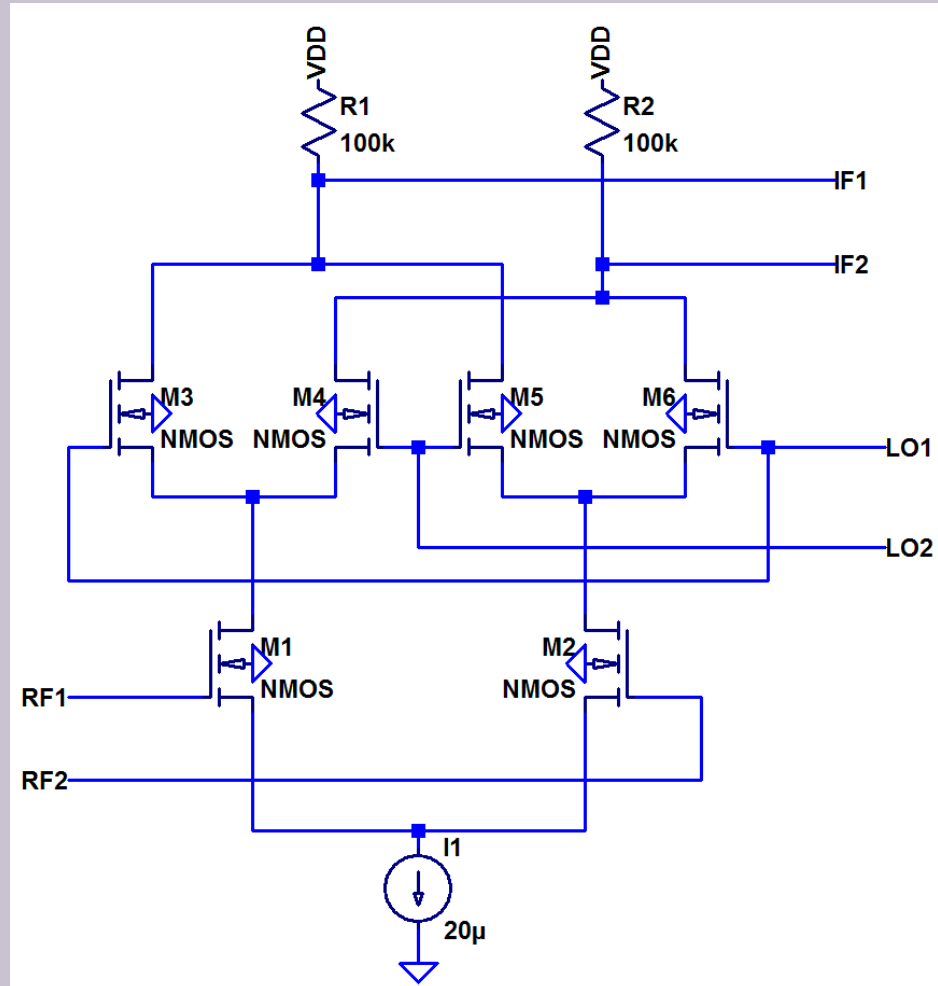 VDD
VDD
R1
100k
R2
100k
IF1
IF2
M3
NMOS
M4
NMOS
M5
NMOS
M6
NMOS
LO1
LO2
M1
NMOS
M2
NMOS
RF1
RF2
I1
20µ